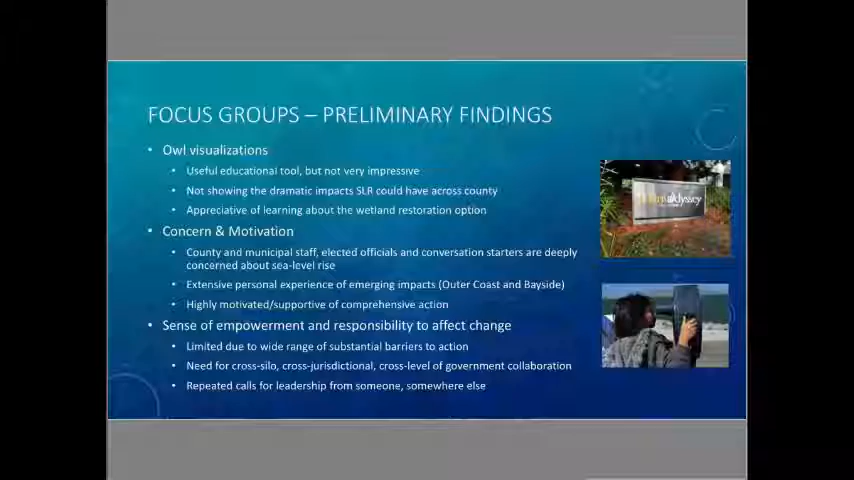 FOCUS GROUPS – PRELIMINARY FINDINGS
• Owl visualizations
• Useful educational tool, but not very impressive
• Not showing the dramatic impacts SLR could have across county
• Appreciative of learning about the wetland restoration option
• Concern & Motivation
• County and municipal staff, elected officials and conversation starters are deeply
concerned about sea-level rise
• Extensive personal experience of emerging impacts (Outer Coast and Bayside)
• Highly motivated/supportive of comprehensive action
• Sense of empowerment and responsibility to affect change
• Limited due to wide range of substantial barriers to action
• Need for cross-silo, cross-jurisdictional, cross-level of government collaboration
• Repeated calls for leadership from someone, somewhere else